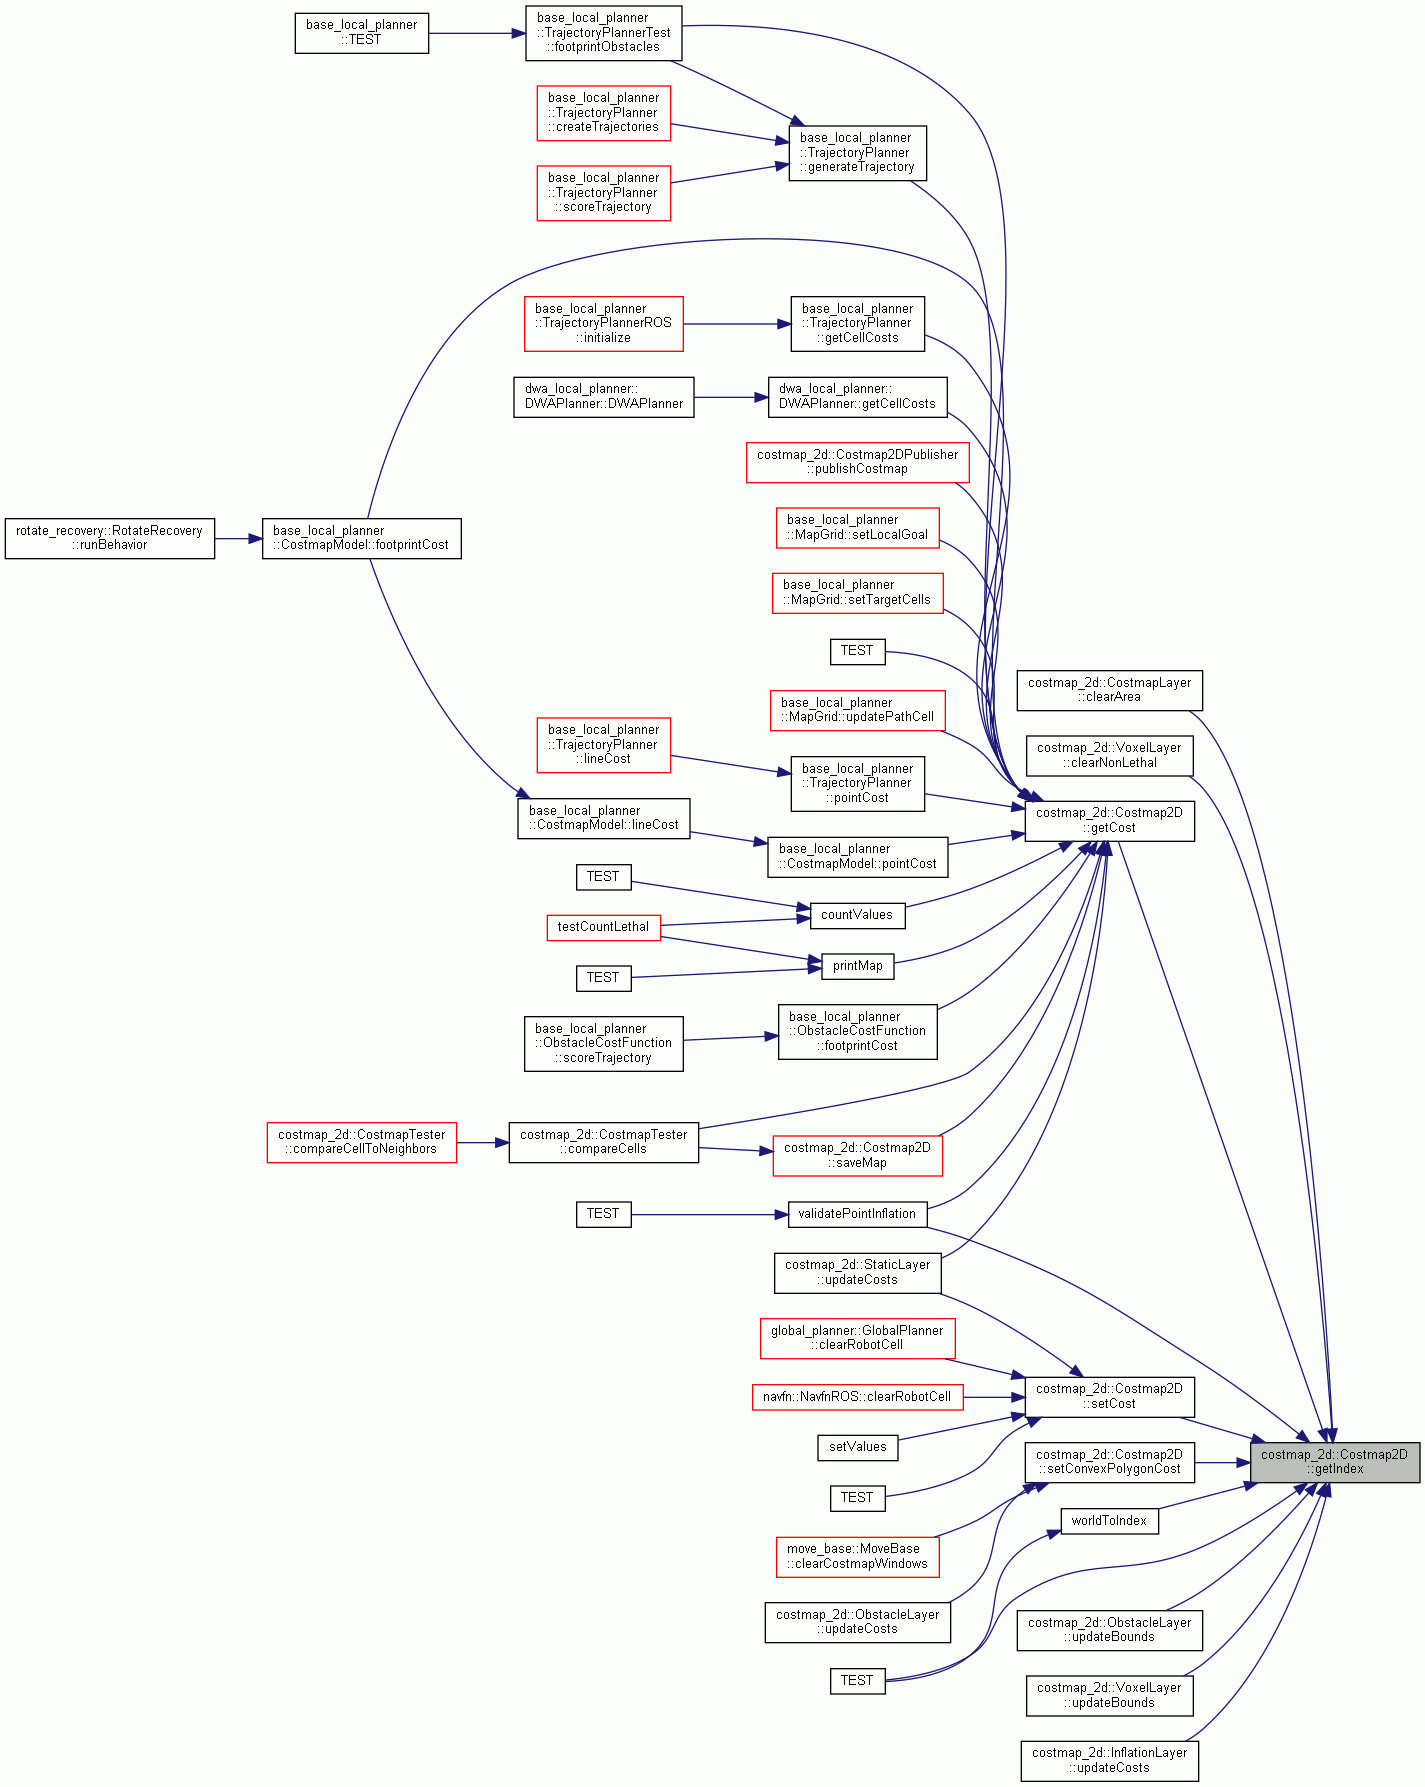 base_local_planner
::TEST
base_local_planner
::TrajectoryPlannerTest
::footprintObstacles
base_local_planner
::TrajectoryPlanner
::createTrajectories
base_local_planner
::TrajectoryPlanner
::generateTrajectory
base_local_planner
::TrajectoryPlanner
::scoreTrajectory
base_local_planner
::TrajectoryPlannerROS
::initialize
base_local_planner
::TrajectoryPlanner
::getCellCosts
dwa_local_planner::
DWAPlanner::DWAPlanner
dwa_local_planner::
DWAPlanner::getCellCosts
costmap_2d::Costmap2DPublisher
::publishCostmap
rotate_recovery::RotateRecovery
::runBehavior
base_local_planner
::CostmapModel::footprintCost
base_local_planner
::MapGrid::setLocalGoal
base_local_planner
::MapGrid::setTargetCells
TEST
costmap_2d::CostmapLayer
::clearArea
base_local_planner
::MapGrid::updatePathCell
base_local_planner
::TrajectoryPlanner
::lineCost
costmap_2d::VoxelLayer
::clearNonLethal
base_local_planner
::TrajectoryPlanner
::pointCost
base_local_planner
::CostmapModel::lineCost
costmap_2d::Costmap2D
::getCost
base_local_planner
::CostmapModel::pointCost
TEST
countValues
testCountLethal
printMap
TEST
base_local_planner
::ObstacleCostFunction
::scoreTrajectory
base_local_planner
::ObstacleCostFunction
::footprintCost
costmap_2d::CostmapTester
::compareCellToNeighbors
costmap_2d::CostmapTester
::compareCells
costmap_2d::Costmap2D
::saveMap
TEST
validatePointInflation
costmap_2d::StaticLayer
::updateCosts
global_planner::GlobalPlanner
::clearRobotCell
navfn::NavfnROS::clearRobotCell
costmap_2d::Costmap2D
::setCost
setValues
costmap_2d::Costmap2D
::setConvexPolygonCost
costmap_2d::Costmap2D
::getIndex
TEST
worldToIndex
move_base::MoveBase
::clearCostmapWindows
costmap_2d::ObstacleLayer
::updateCosts
costmap_2d::ObstacleLayer
::updateBounds
TEST
costmap_2d::VoxelLayer
::updateBounds
costmap_2d::InflationLayer
::updateCosts